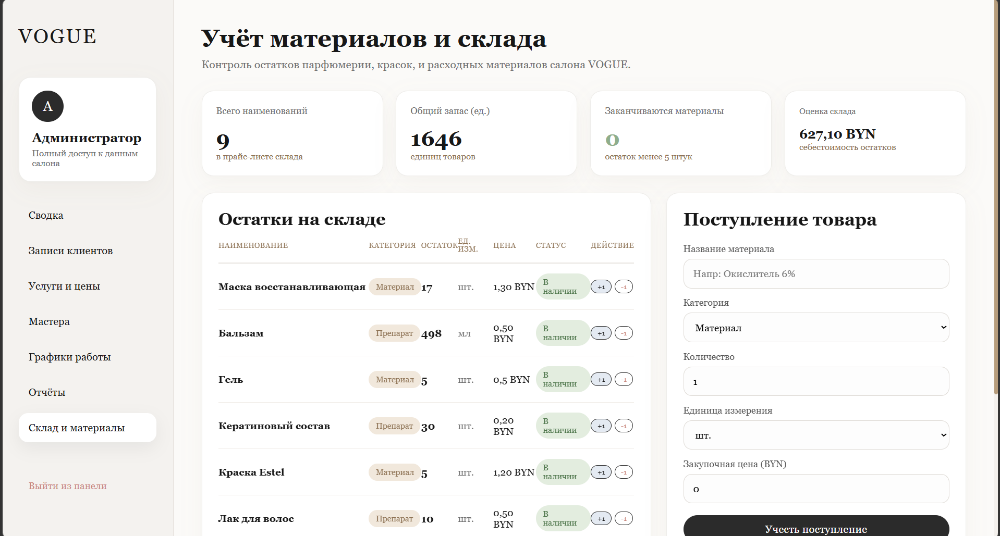 VOGUE
A
Администратор
Полный доступ к данным
салона
Сводка
Записи клиентов
Услуги и цены
Мастера
Графики работы
Отчёты
Склад и материалы
Выйти из панели
Учёт материалов и склада
Контроль остатков парфюмерии, красок, и расходных материалов салона VOGUE.
Всего наименований
9
в прайс-листе склада
Общий запас (ед.)
1646
единиц товаров
Заканчиваются материалы
0
остаток менее 5 штук
Оценка склада
627,10 BYN
себестоимость остатков
Остатки на складе
НАИМЕНОВАНИЕ КАТЕГОРИЯ ОСТАТОК ЕД. ИЗМ. ЦЕНА СТАТУС ДЕЙСТВИЕ
Маска восстанавливающая Материал 17 шт. 1,30 BYN В наличии +1 -1
Бальзам Препарат 498 мл 0,50 BYN В наличии +1 -1
Гель Материал 5 шт. 0,5 BYN В наличии +1 -1
Кератиновый состав Препарат 30 шт. 0,20 BYN В наличии +1 -1
Краска Estel Материал 5 шт. 1,20 BYN В наличии +1 -1
Лак для волос Препарат 10 шт. 0,50 BYN В наличии +1 -1
Поступление товара
Название материала
Напр: Окислитель 6%
Категория
Материал
Количество
1
Единица измерения
шт.
Закупочная цена (BYN)
0
Учесть поступление